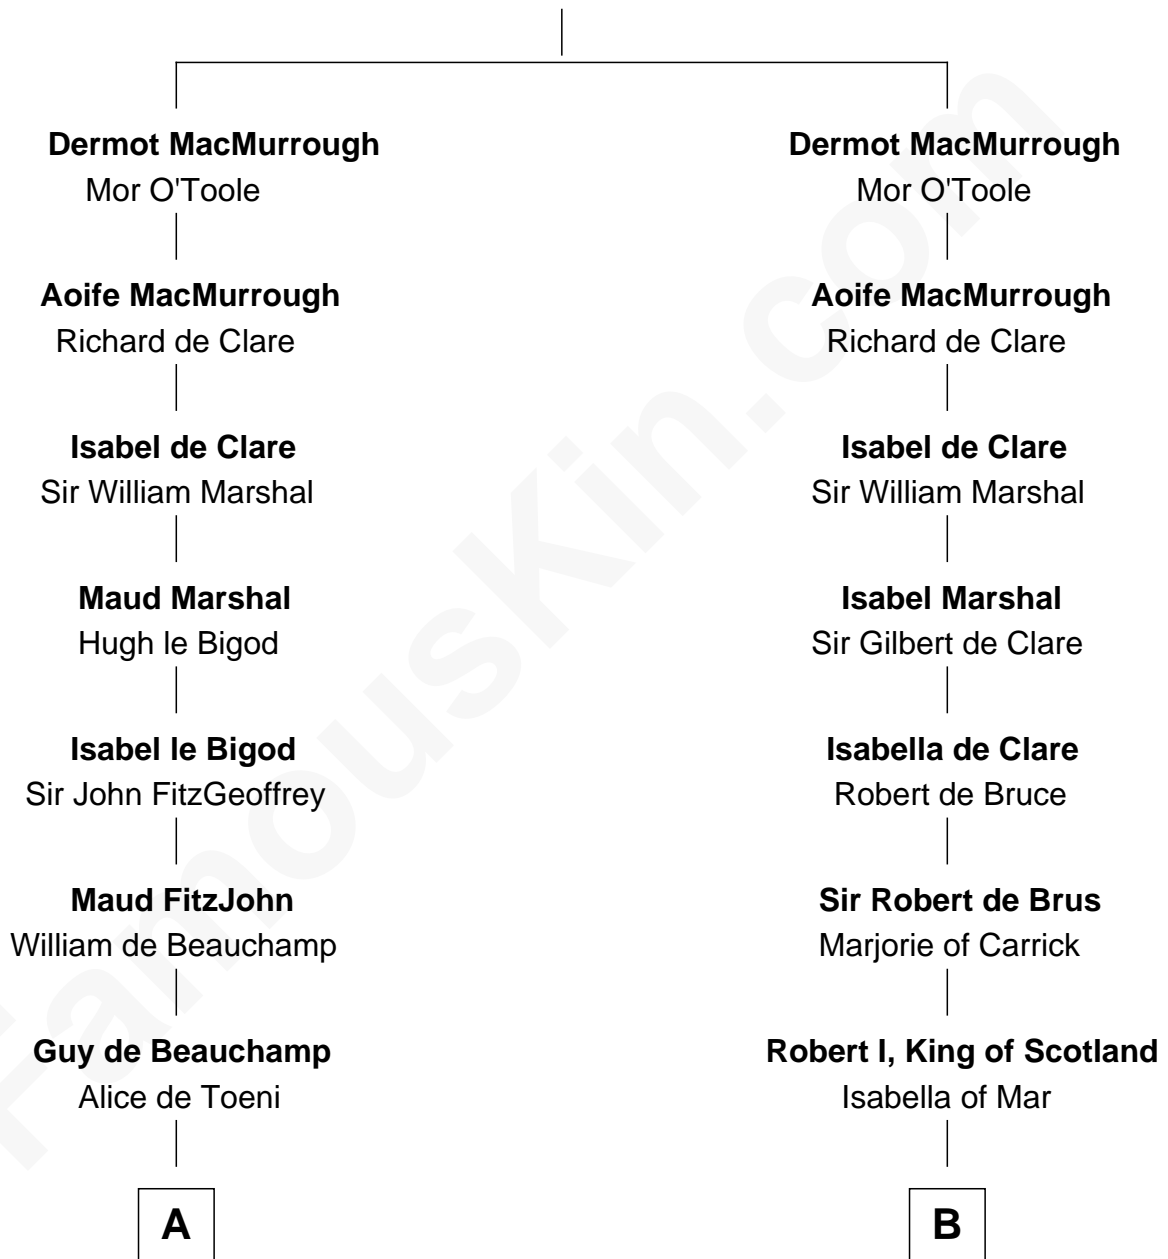 Dermot MacMurrough
Mor O'Toole
Aoife MacMurrough
Richard de Clare
Isabel de Clare
Sir William Marshal
Maud Marshal
Hugh le Bigod
Isabel le Bigod
Sir John FitzGeoffrey
Maud FitzJohn
William de Beauchamp
Guy de Beauchamp
Alice de Toeni
A
Dermot MacMurrough
Mor O'Toole
Aoife MacMurrough
Richard de Clare
Isabel de Clare
Sir William Marshal
Isabel Marshal
Sir Gilbert de Clare
Isabella de Clare
Robert de Bruce
Sir Robert de Brus
Marjorie of Carrick
Robert I, King of Scotland
Isabella of Mar
B
FamousKin.com